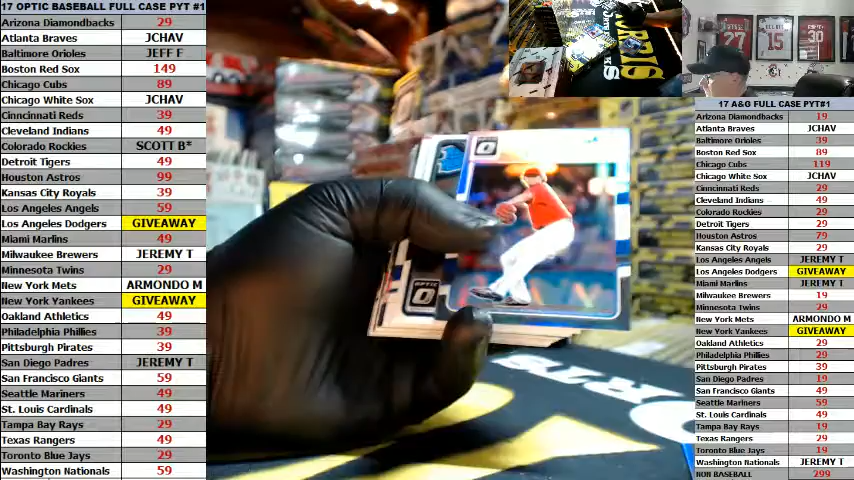 17 OPTIC BASEBALL FULL CASE PYT #1
Arizona Diamondbacks 29
Atlanta Braves JCHAV
Baltimore Orioles JEFF F
Boston Red Sox 149
Chicago Cubs 89
Chicago White Sox JCHAV
Cinncinati Reds 39
Cleveland Indians 49
Colorado Rockies SCOTT B*
Detroit Tigers 49
Houston Astros 99
Kansas City Royals 39
Los Angeles Angels 59
Los Angeles Dodgers GIVEAWAY
Miami Marlins 49
Milwaukee Brewers JEREMY T
Minnesota Twins 29
New York Mets ARMONDO M
New York Yankees GIVEAWAY
Oakland Athletics 49
Philadelphia Phillies 39
Pittsburgh Pirates 39
San Diego Padres JEREMY T
San Francisco Giants 59
Seattle Mariners 49
St. Louis Cardinals 49
Tampa Bay Rays 29
Texas Rangers 49
Toronto Blue Jays 29
Washington Nationals 59
OPTIC
27
15
30
17 A&G FULL CASE PYT#1
Arizona Diamondbacks 19
Atlanta Braves JCHAV
Baltimore Orioles 39
Boston Red Sox 89
Chicago Cubs 119
Chicago White Sox JCHAV
Cinncinati Reds 29
Cleveland Indians 49
Colorado Rockies 29
Detroit Tigers 29
Houston Astros 79
Kansas City Royals 29
Los Angeles Angels JEREMY T
Los Angeles Dodgers GIVEAWAY
Miami Marlins JEREMY T
Milwaukee Brewers 19
Minnesota Twins 29
New York Mets ARMONDO M
New York Yankees GIVEAWAY
Oakland Athletics 29
Philadelphia Phillies 29
Pittsburgh Pirates 39
San Diego Padres 19
San Francisco Giants 49
Seattle Mariners 59
St. Louis Cardinals 49
Tampa Bay Rays 19
Texas Rangers 29
Toronto Blue Jays 19
Washington Nationals JEREMY T
NON BASEBALL 299